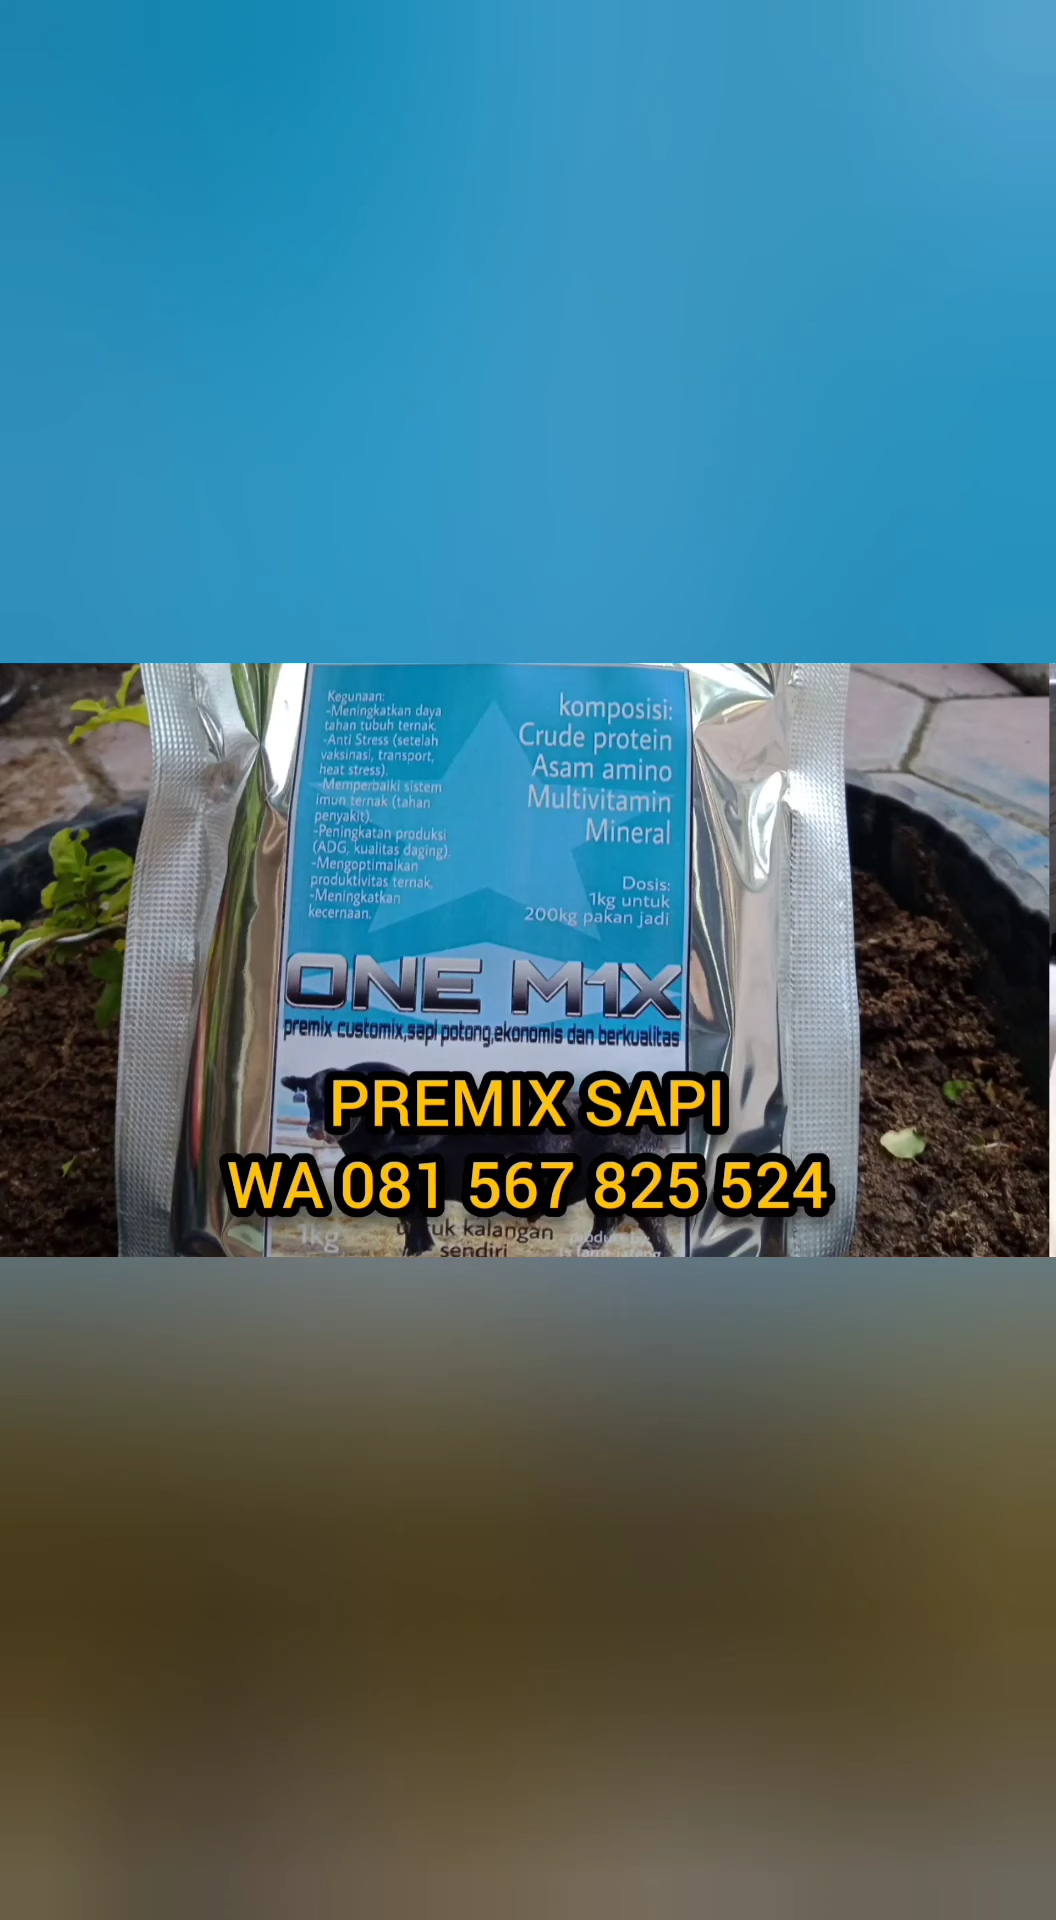 Kegunaan:
-Meningkatkan daya
tahan tubuh ternak.
-Anti Stress (setelah
vaksinasi, transport,
heat stress).
-Memperbaiki sistem
imun ternak (tahan
penyakit).
-Peningkatan produksi
(ADG, kualitas daging).
-Mengoptimalkan
produktivitas ternak.
-Meningkatkan
kecernaan.
komposisi:
Crude protein
Asam amino
Multivitamin
Mineral
Dosis:
1kg untuk
200kg pakan jadi
ONE M1X
premix customix,sapi potong,ekonomis dan berkualitas
PREMIX SAPI
WA 081 567 825 524
1kg
kalangan
sendiri
farm